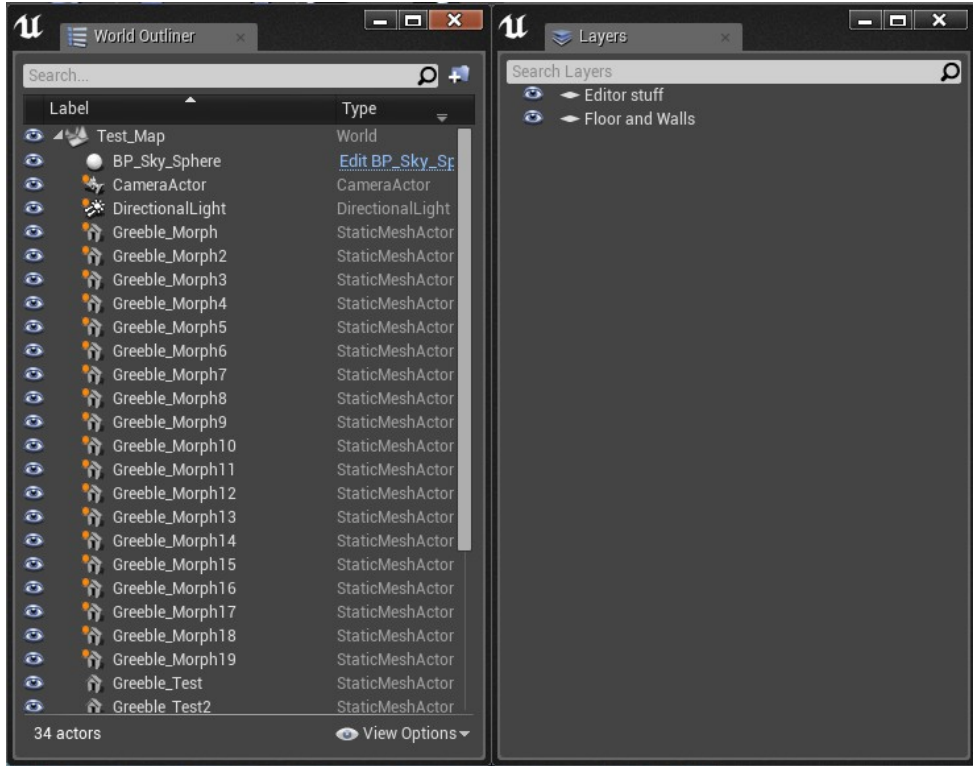 World Outliner
Search...
Label Type
Test_Map World
BP_Sky_Sphere Edit BP_Sky_Sp
CameraActor CameraActor
DirectionalLight DirectionalLight
Greeble_Morph StaticMeshActor
Greeble_Morph2 StaticMeshActor
Greeble_Morph3 StaticMeshActor
Greeble_Morph4 StaticMeshActor
Greeble_Morph5 StaticMeshActor
Greeble_Morph6 StaticMeshActor
Greeble_Morph7 StaticMeshActor
Greeble_Morph8 StaticMeshActor
Greeble_Morph9 StaticMeshActor
Greeble_Morph10 StaticMeshActor
Greeble_Morph11 StaticMeshActor
Greeble_Morph12 StaticMeshActor
Greeble_Morph13 StaticMeshActor
Greeble_Morph14 StaticMeshActor
Greeble_Morph15 StaticMeshActor
Greeble_Morph16 StaticMeshActor
Greeble_Morph17 StaticMeshActor
Greeble_Morph18 StaticMeshActor
Greeble_Morph19 StaticMeshActor
Greeble_Test StaticMeshActor
Greeble_Test2 StaticMeshActor
34 actors View Options
Layers
Search Layers
Editor stuff
Floor and Walls